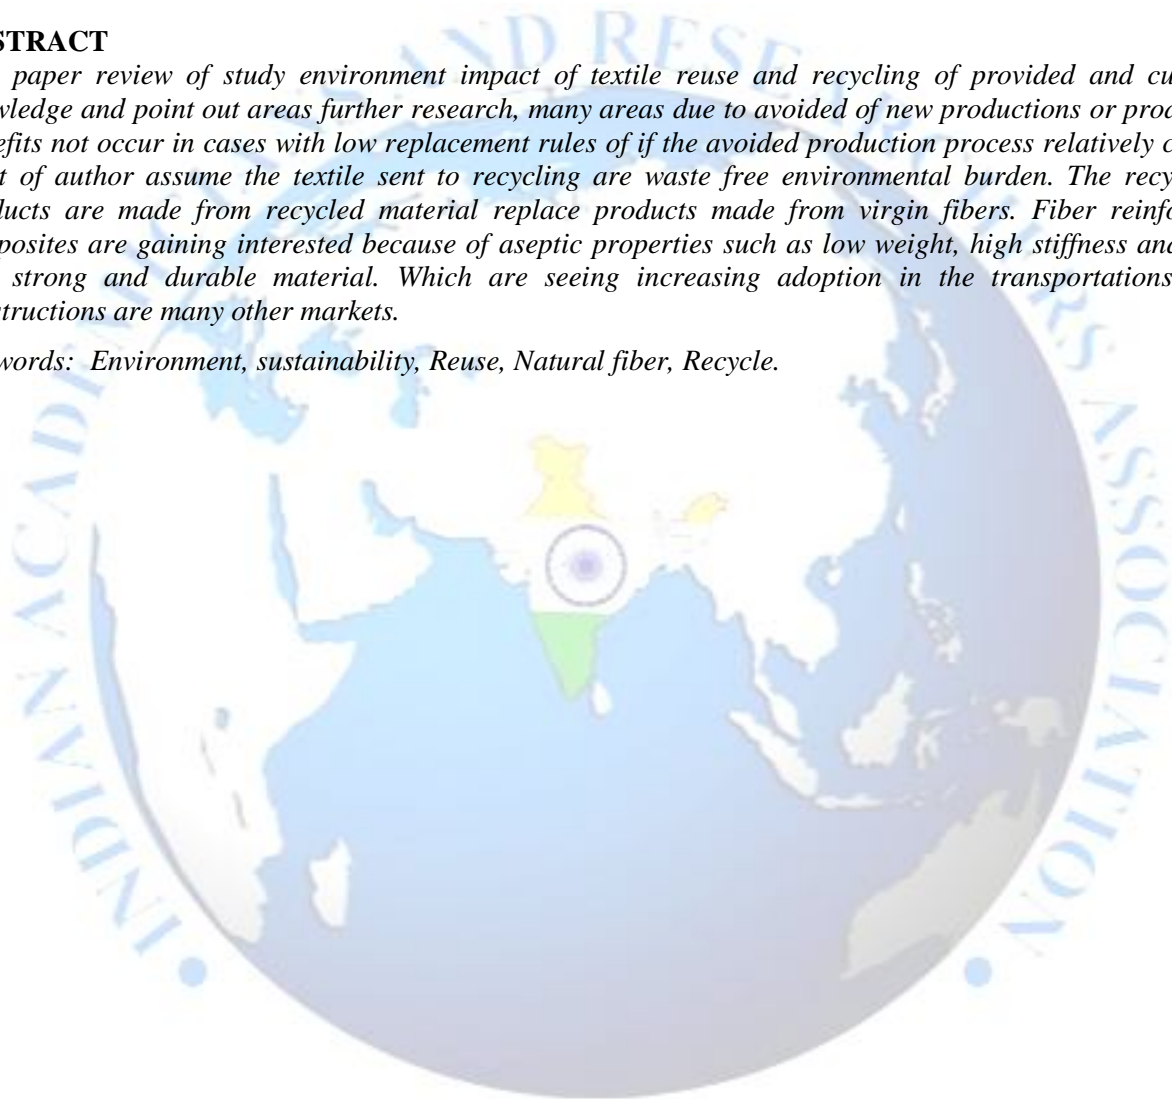 STRACT
paper review of study environment impact of textile reuse and recycling of provided and cu
wledge and point out areas further research, many areas due to avoided of new productions or prod
efits not occur in cases with low replacement rules of if the avoided production process relatively c
t of author assume the textile sent to recycling are waste free environmental burden. The recy
ducts are made from recycled material replace products made from virgin fibers. Fiber reinfo
posites are gaining interested because of aseptic properties such as low weight, high stiffness and
strong and durable material. Which are seeing increasing adoption in the transportations
tructions are many other markets.
words: Environment, sustainability, Reuse, Natural fiber, Recycle.
INDIAN ACADEMICIANS AND RESEARCHERS ASSOCIATION